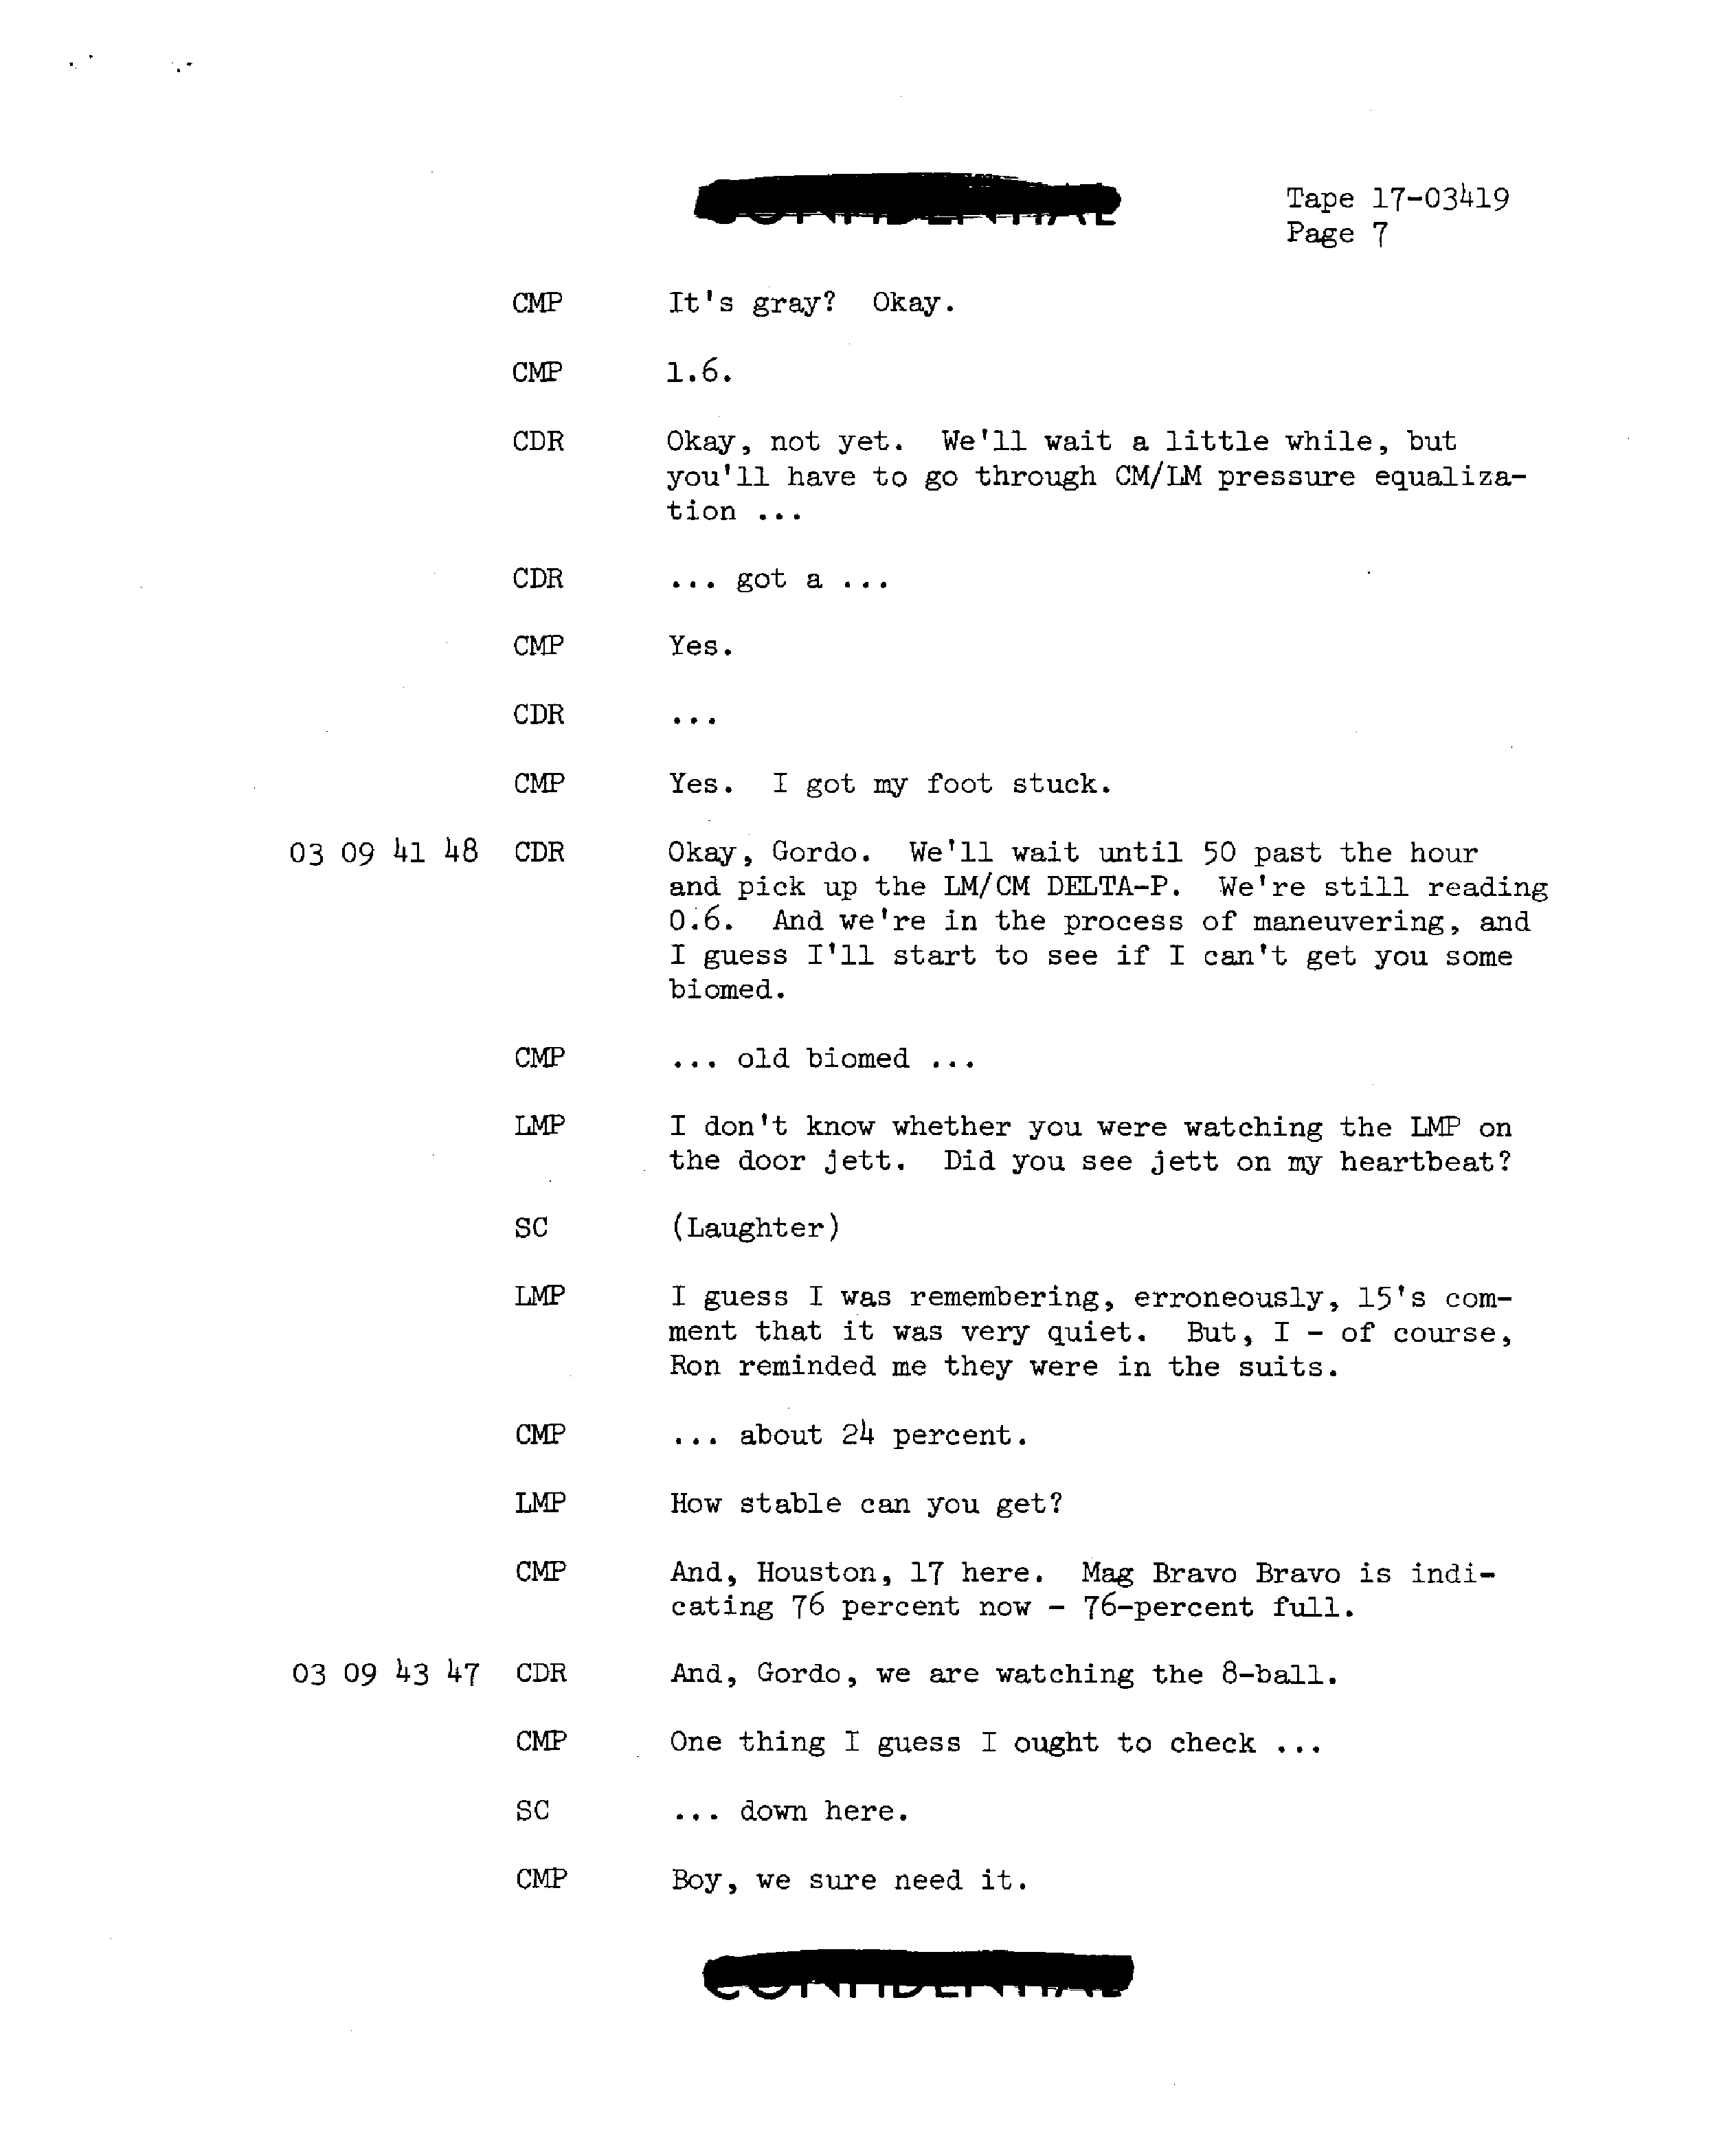 CONFIDENTIAL
Tape 17-03419
Page 7
CMP It's gray? Okay.
CMP 1.6.
CDR Okay, not yet. We'll wait a little while, but
you'll have to go through CM/LM pressure equaliza-
tion ...
CDR ... got a ...
CMP Yes.
CDR ...
CMP Yes. I got my foot stuck.
03 09 41 48 CDR Okay, Gordo. We'll wait until 50 past the hour
and pick up the LM/CM DELTA-P. We're still reading
0.6. And we're in the process of maneuvering, and
I guess I'll start to see if I can't get you some
biomed.
CMP ... old biomed ...
LMP I don't know whether you were watching the LMP on
the door jett. Did you see jett on my heartbeat?
SC (Laughter)
LMP I guess I was remembering, erroneously, 15's com-
ment that it was very quiet. But, I - of course,
Ron reminded me they were in the suits.
CMP ... about 24 percent.
LMP How stable can you get?
CMP And, Houston, 17 here. Mag Bravo Bravo is indi-
cating 76 percent now - 76-percent full.
03 09 43 47 CDR And, Gordo, we are watching the 8-ball.
CMP One thing I guess I ought to check ...
SC ... down here.
CMP Boy, we sure need it.
CONFIDENTIAL